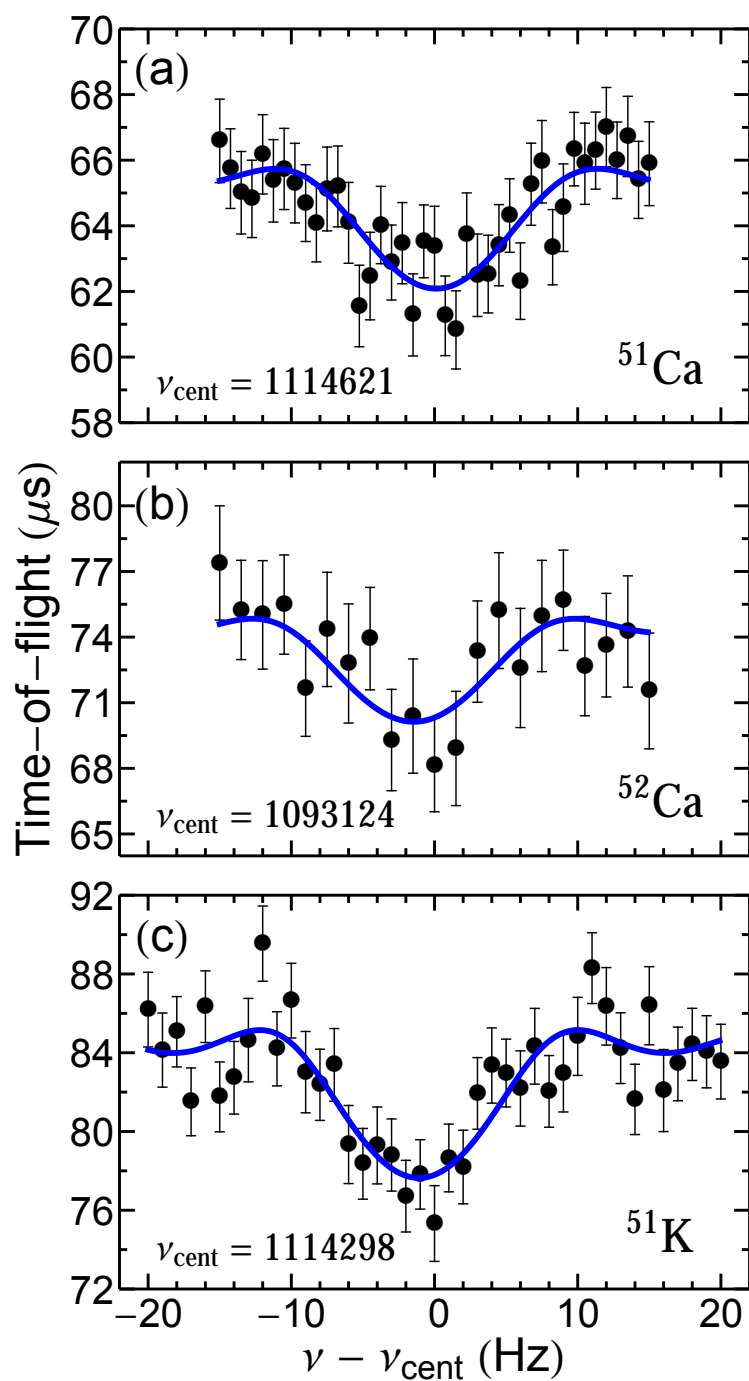 Time−of−flight (μs)
70
68
66
64
62
60
58
(a)
ν_cent = 1114621
⁵¹Ca
80
77
74
71
68
65
(b)
ν_cent = 1093124
⁵²Ca
92
88
84
80
76
72
(c)
ν_cent = 1114298
⁵¹K
−20 −10 0 10 20
ν − ν_cent (Hz)